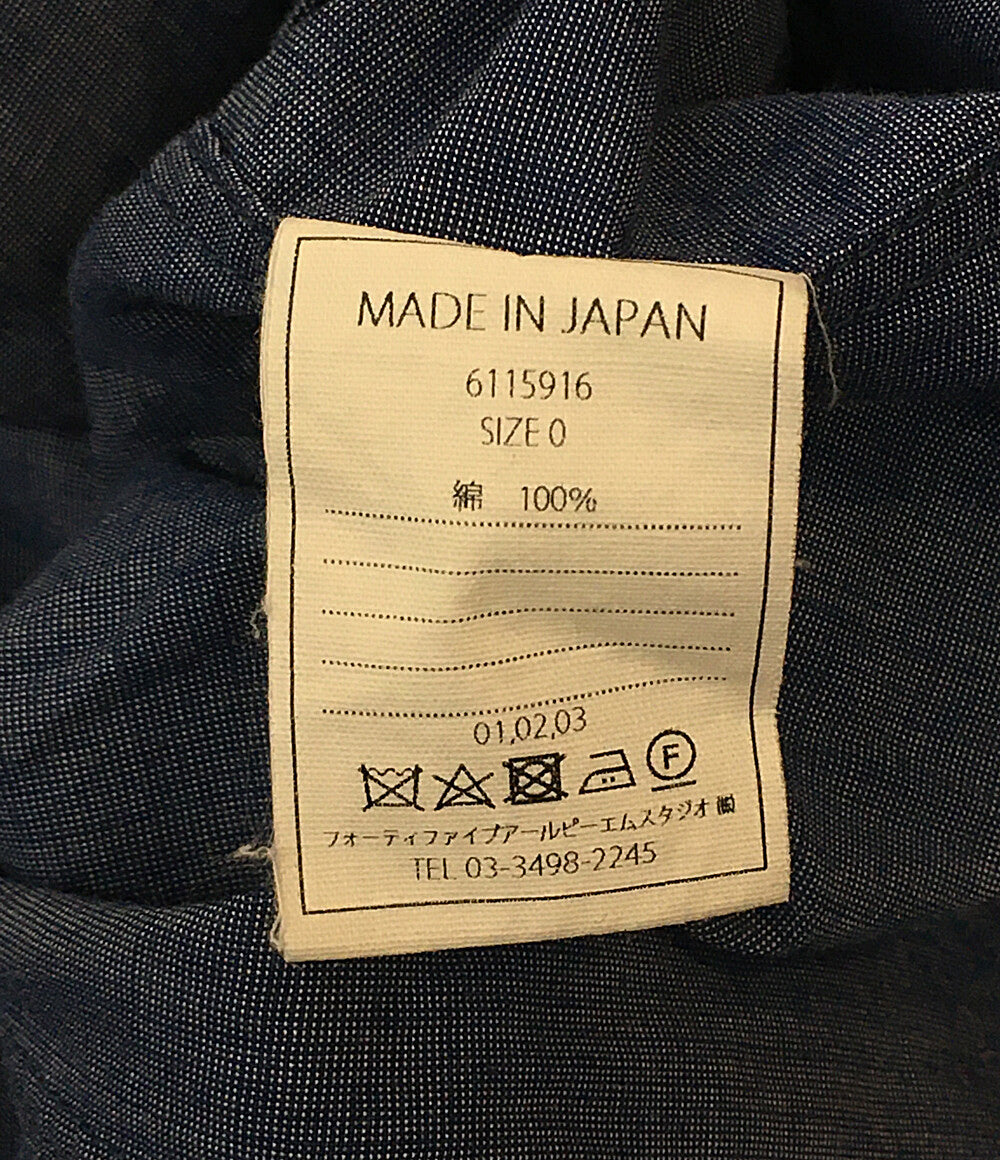 MADE IN JAPAN
6115916
SIZE 0
綿 100%
01,02,03
F
フォーティファイブアールピーエムスタジオ ㈱
TEL 03-3498-2245